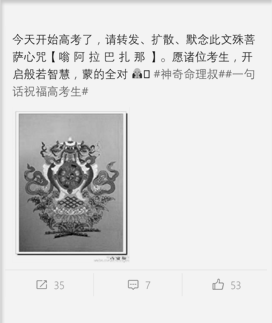 今天开始高考了，请转发、扩散、默念此文殊菩
萨心咒【 嗡 阿 拉 巴 扎 那 】。愿诸位考生，开
启般若智慧，蒙的全对 #神奇命理叔##一句
话祝福高考生#
35
7
53